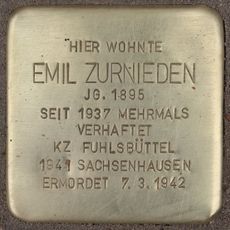 HIER WOHNTE
EMIL ZURNIEDEN
JG. 1895
SEIT 1937 MEHRMALS
VERHAFTET
KZ FUHLSBÜTTEL
1941 SACHSENHAUSEN
ERMORDET 7. 3. 1942